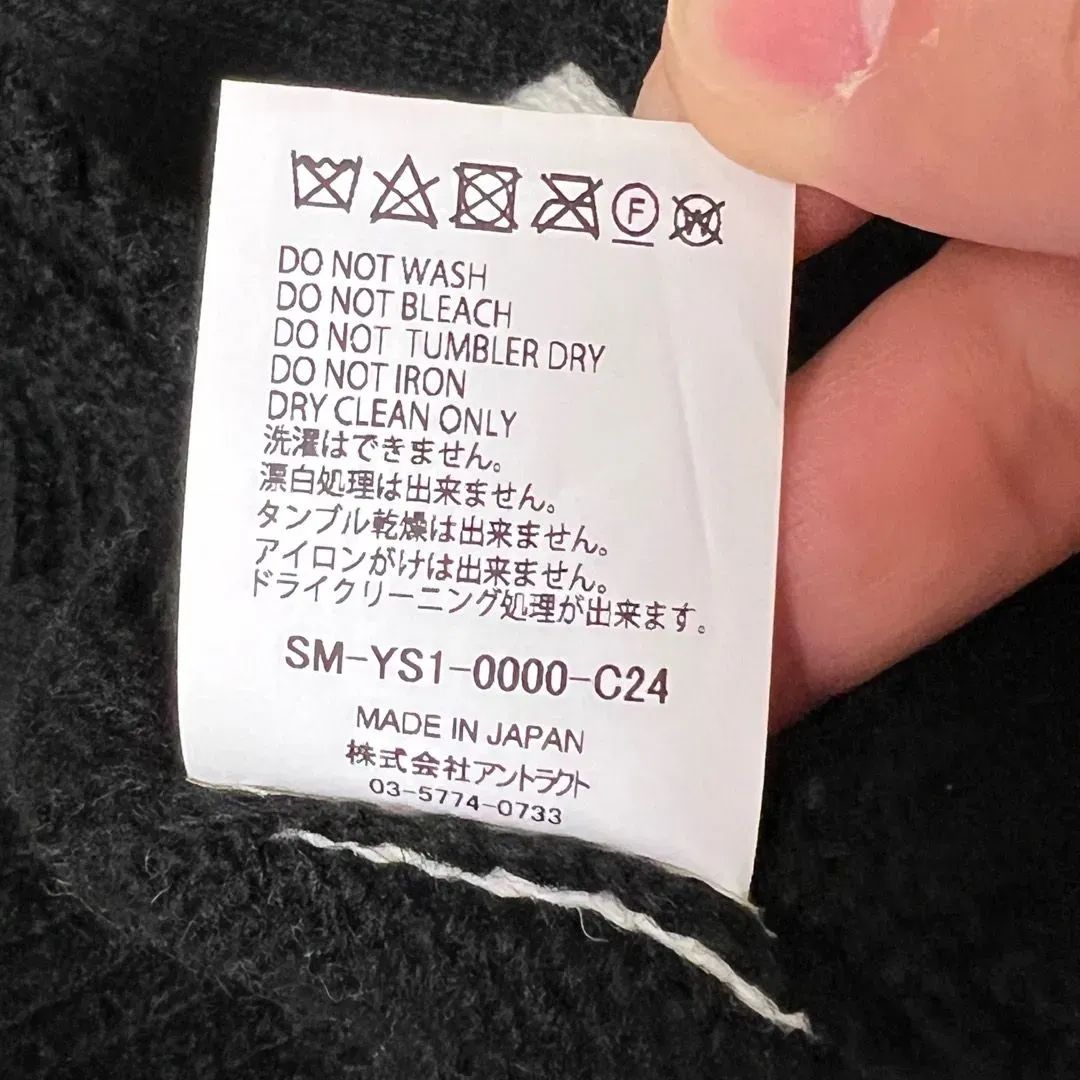 F W
DO NOT WASH
DO NOT BLEACH
DO NOT TUMBLER DRY
DO NOT IRON
DRY CLEAN ONLY
洗濯はできません。
漂白処理は出来ません。
タンブル乾燥は出来ません。
アイロンがけは出来ません。
ドライクリーニング処理が出来ます。
SM-YS1-0000-C24
MADE IN JAPAN
株式会社アントラクト
03-5774-0733